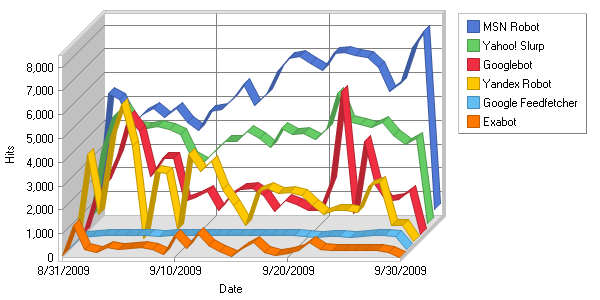 MSN Robot
Yahoo! Slurp
Googlebot
Yandex Robot
Google Feedfetcher
Exabot
8,000
7,000
6,000
5,000
4,000
3,000
2,000
1,000
0
Hits
8/31/2009 9/10/2009 9/20/2009 9/30/2009
Date